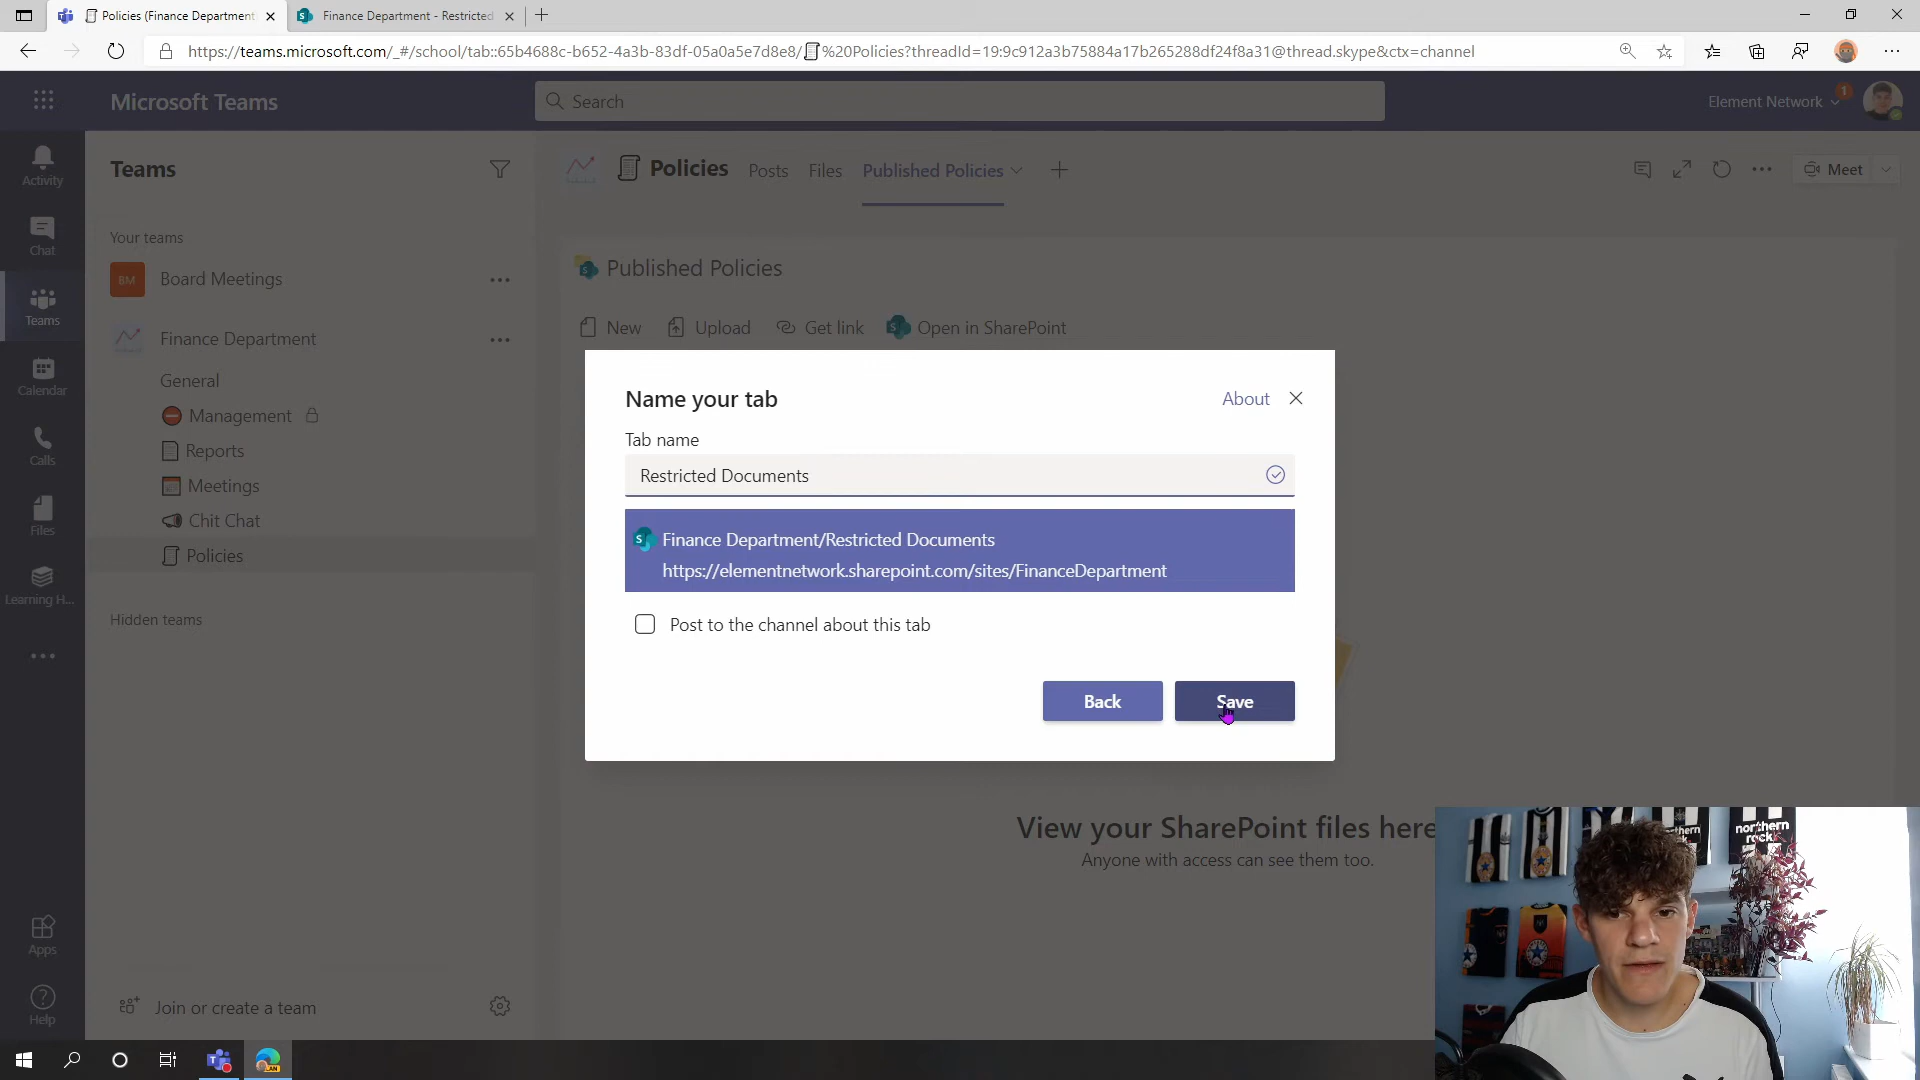 Policies (Finance Department
Finance Department - Restricted
https://teams.microsoft.com/_#/school/tab::65b4688c-b652-4a3b-83df-05a0a5e7d8e8/ %20Policies?threadId=19:9c912a3b75884a17b265288df24f8a31@thread.skype&ctx=channel
Microsoft Teams
Search
Element Network
1
Activity
Chat
Teams
Calendar
Calls
Files
Learning H...
Apps
Help
Teams
Your teams
BM Board Meetings
Finance Department
General
Management
Reports
Meetings
Chit Chat
Policies
Hidden teams
Join or create a team
Policies Posts Files Published Policies
Meet
Published Policies
New Upload Get link Open in SharePoint
Name your tab
About
Tab name
Restricted Documents
Finance Department/Restricted Documents
https://elementnetwork.sharepoint.com/sites/FinanceDepartment
Post to the channel about this tab
Back Save
View your SharePoint files here
Anyone with access can see them too.
northern
rock